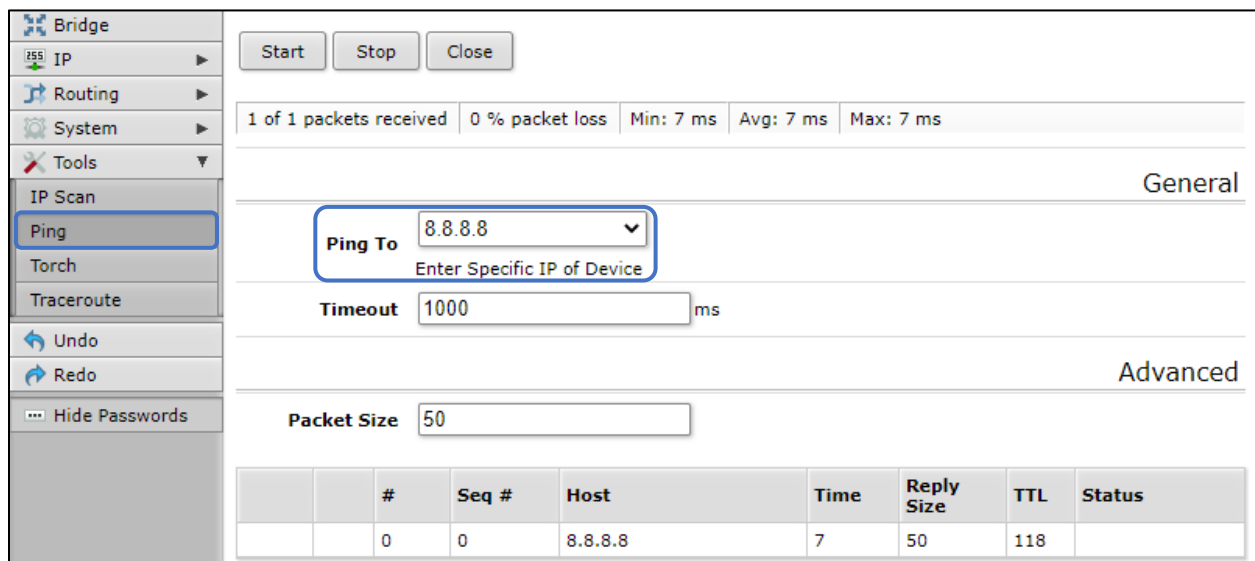 Bridge
255 IP
Routing
System
Tools
IP Scan
Ping
Torch
Traceroute
Undo
Redo
Hide Passwords
Start Stop Close
1 of 1 packets received 0 % packet loss Min: 7 ms Avg: 7 ms Max: 7 ms
General
Ping To 8.8.8.8
Enter Specific IP of Device
Timeout 1000 ms
Advanced
Packet Size 50
# Seq # Host Time Reply Size TTL Status
0 0 8.8.8.8 7 50 118